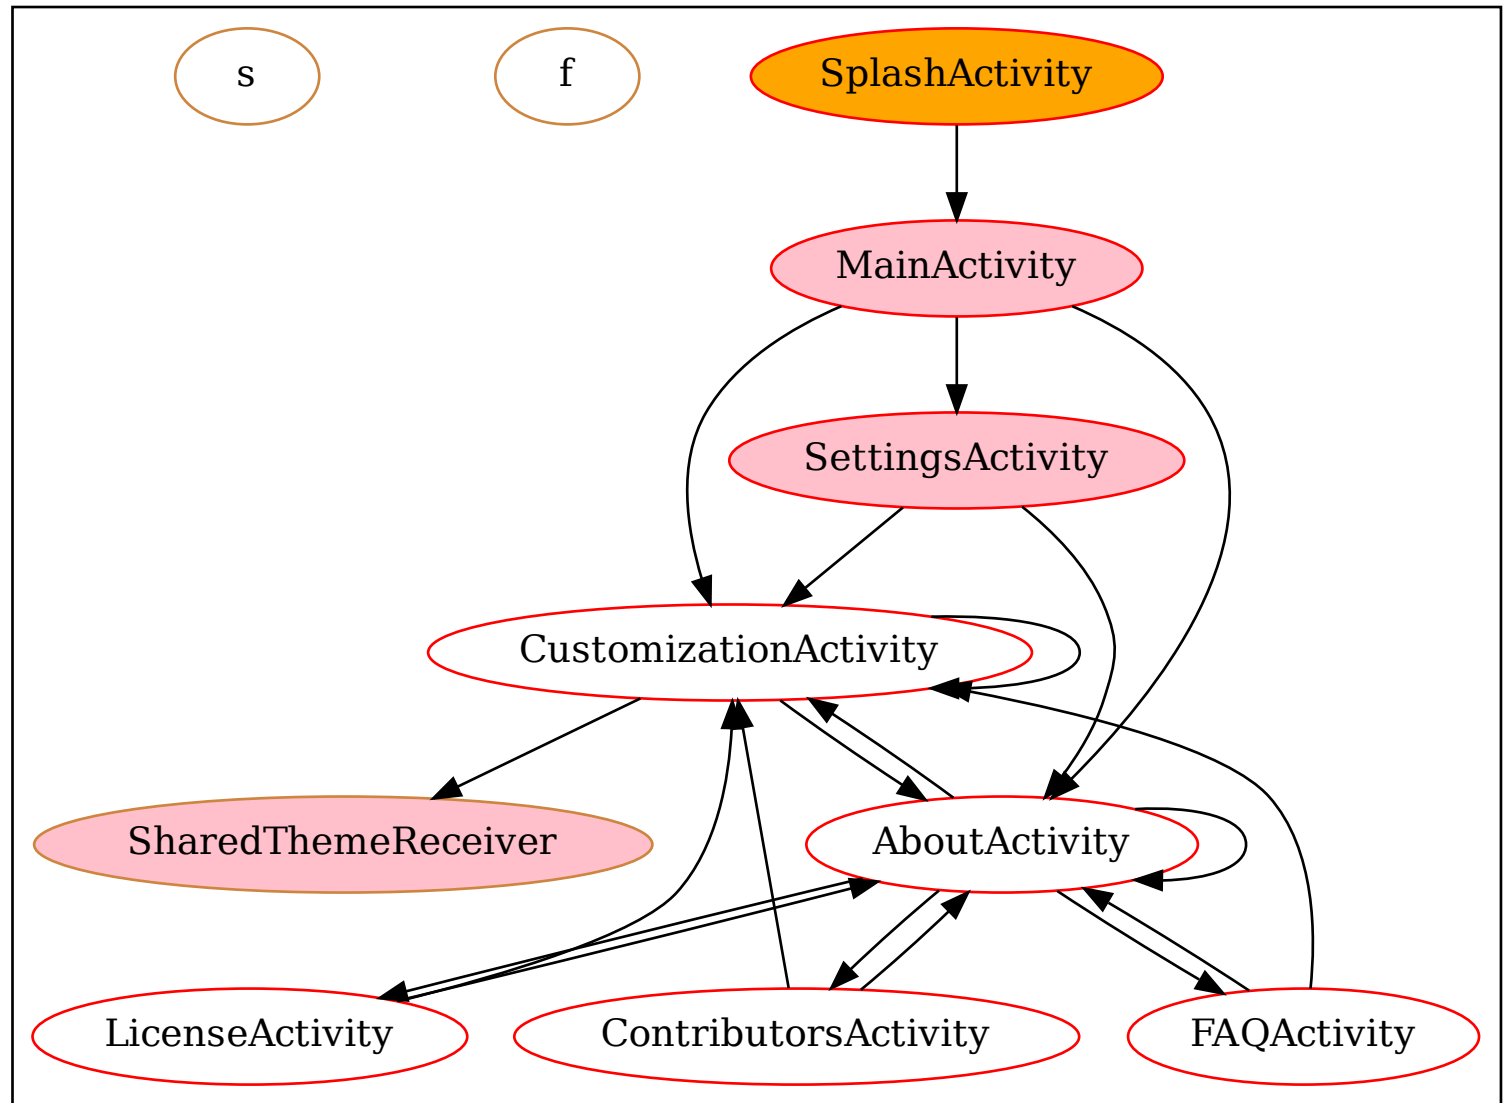 s
f
SplashActivity
MainActivity
SettingsActivity
CustomizationActivity
SharedThemeReceiver
AboutActivity
LicenseActivity
ContributorsActivity
FAQActivity